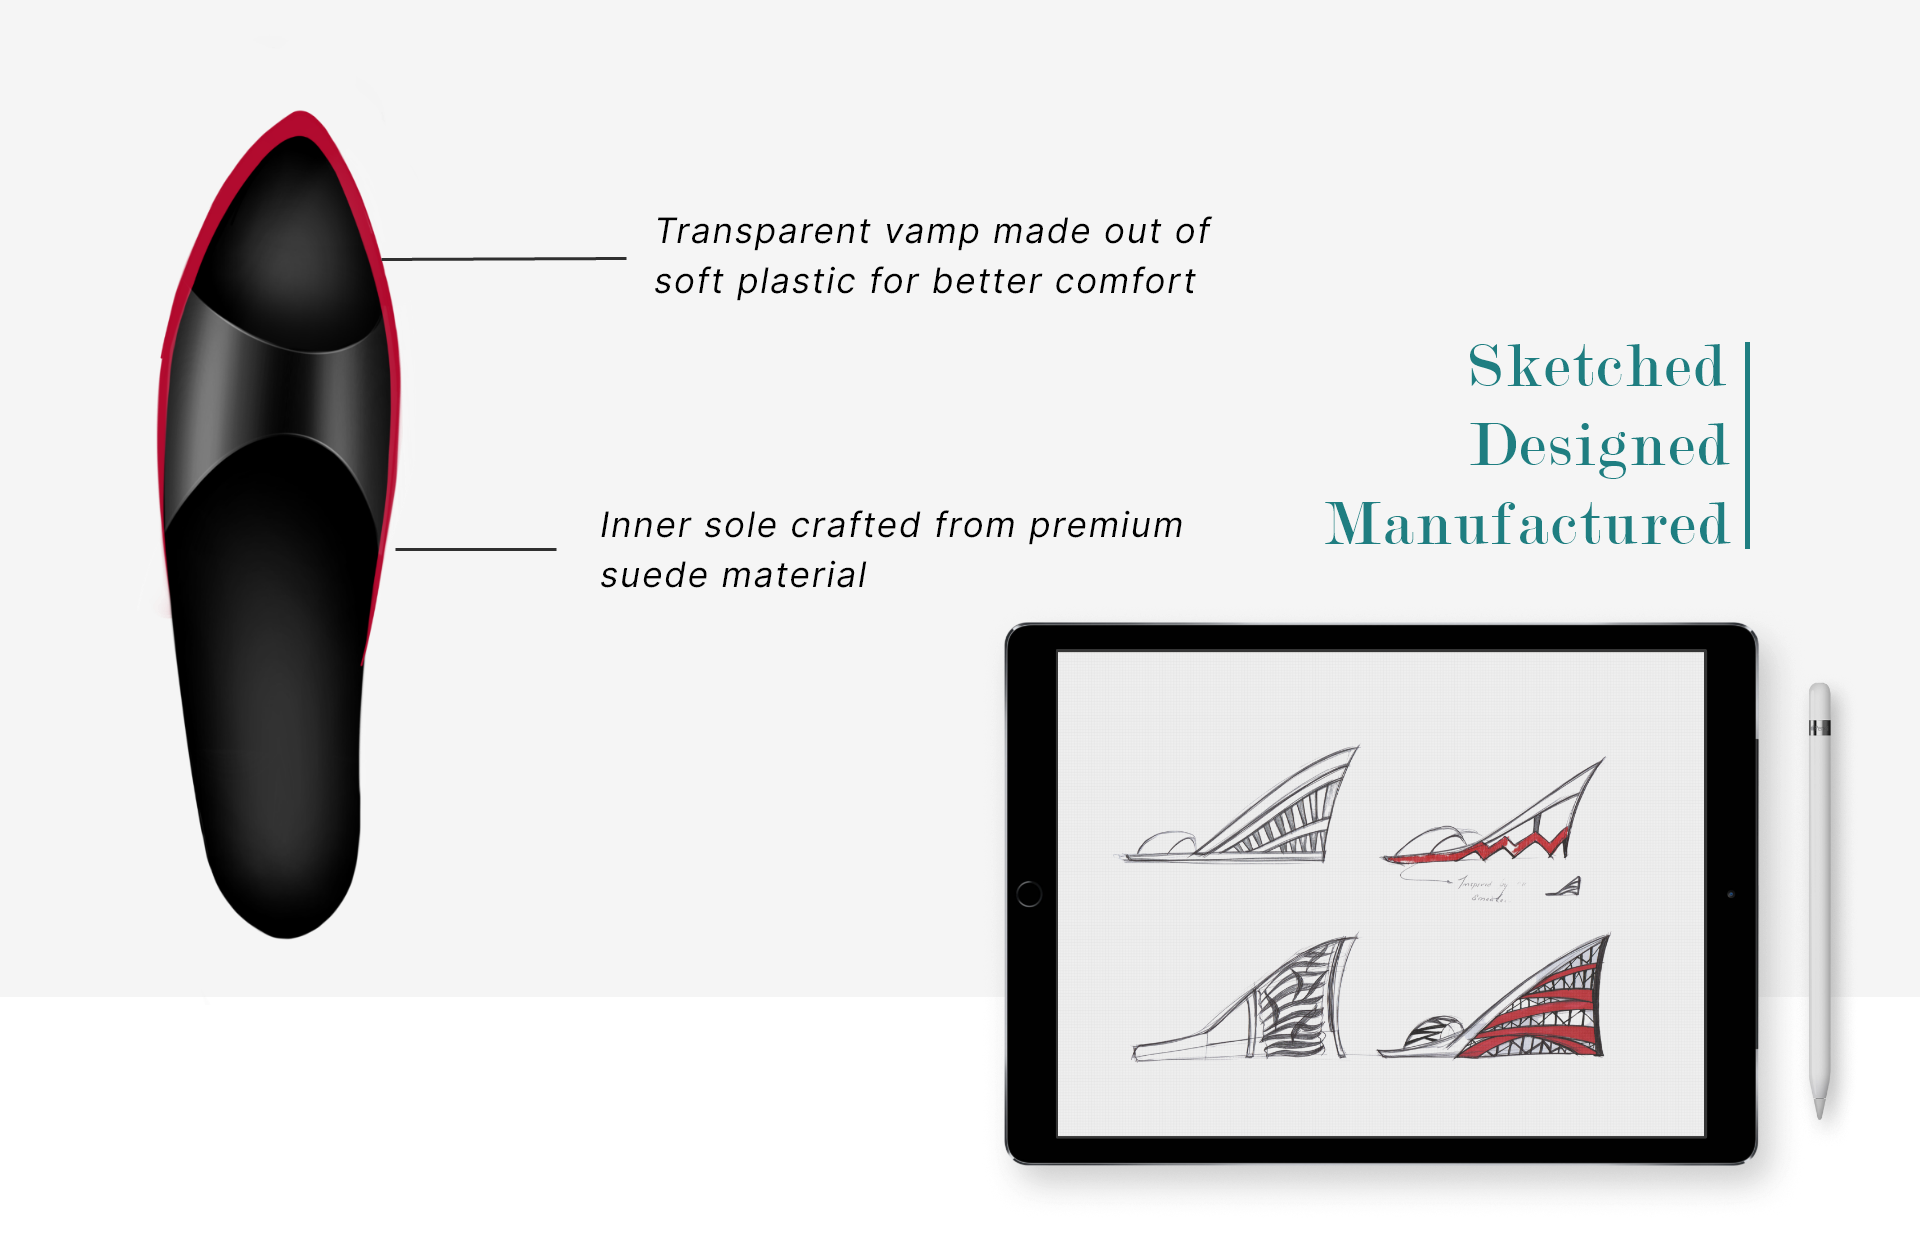 Transparent vamp made out of
soft plastic for better comfort
Inner sole crafted from premium
suede material
Sketched
Designed
Manufactured
Inspired